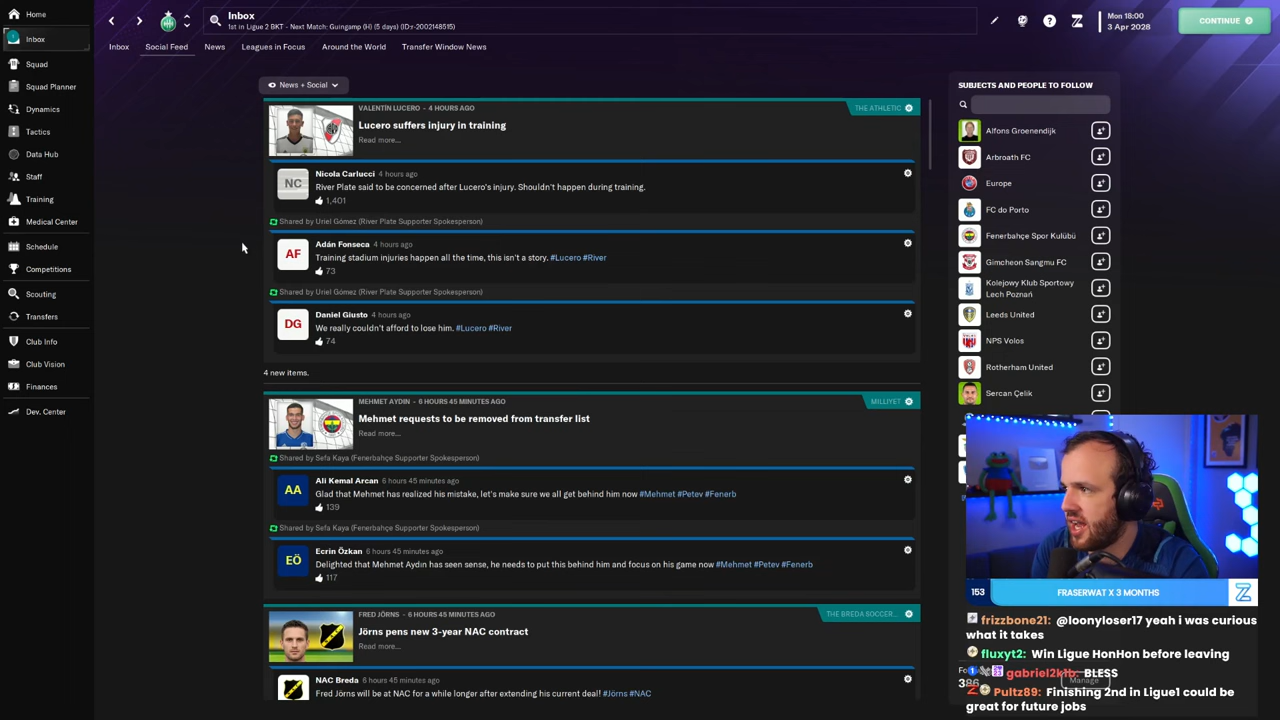 Home
Inbox
Squad
Squad Planner
Dynamics
Tactics
Data Hub
Staff
Training
Medical Center
Schedule
Competitions
Scouting
Transfers
Club Info
Club Vision
Finances
Dev. Center
Inbox
1st in Ligue 2 BKT - Next Match: Guingamp (H) (5 days) (ID:r-2002148515)
Mon 18:00
3 Apr 2028
CONTINUE
Inbox Social Feed News Leagues in Focus Around the World Transfer Window News
News + Social
VALENTÍN LUCERO - 4 HOURS AGO
THE ATHLETIC
Lucero suffers injury in training
Read more...
NC
Nicola Carlucci 4 hours ago
River Plate said to be concerned after Lucero's injury. Shouldn't happen during training.
1,401
Shared by Uriel Gómez (River Plate Supporter Spokesperson)
AF
Adán Fonseca 4 hours ago
Training stadium injuries happen all the time, this isn't a story. #Lucero #River
73
Shared by Uriel Gómez (River Plate Supporter Spokesperson)
DG
Daniel Giusto 4 hours ago
We really couldn't afford to lose him. #Lucero #River
74
4 new items.
MEHMET AYDIN - 6 HOURS 45 MINUTES AGO
MILLIYET
Mehmet requests to be removed from transfer list
Read more...
Shared by Sefa Kaya (Fenerbahçe Supporter Spokesperson)
AA
Ali Kemal Arcan 6 hours 45 minutes ago
Glad that Mehmet has realized his mistake, let's make sure we all get behind him now #Mehmet #Petev #Fenerb
139
Shared by Sefa Kaya (Fenerbahçe Supporter Spokesperson)
EÖ
Ecrin Özkan 6 hours 45 minutes ago
Delighted that Mehmet Aydın has seen sense, he needs to put this behind him and focus on his game now #Mehmet #Petev #Fenerb
117
FRED JÖRNS - 6 HOURS 45 MINUTES AGO
THE BREDA SOCCER...
Jörns pens new 3-year NAC contract
Read more...
NAC Breda 6 hours 45 minutes ago
Fred Jörns will be at NAC for a while longer after extending his current deal! #Jörns #NAC
SUBJECTS AND PEOPLE TO FOLLOW
Alfons Groenendijk
Arbroath FC
Europe
FC do Porto
Fenerbahçe Spor Kulübü
Gimcheon Sangmu FC
Kolejowy Klub Sportowy
Lech Poznań
Leeds United
NPS Volos
Rotherham United
Sercan Çelik
153 FRASERWAT X 3 MONTHS
frizzbone21: @loonyloser17 yeah i was curious
what it takes
fluxyt2: Win Ligue HonHon before leaving
gabriel2k1b: BLESS
386
Manage
Pultz89: Finishing 2nd in Ligue1 could be
great for future jobs